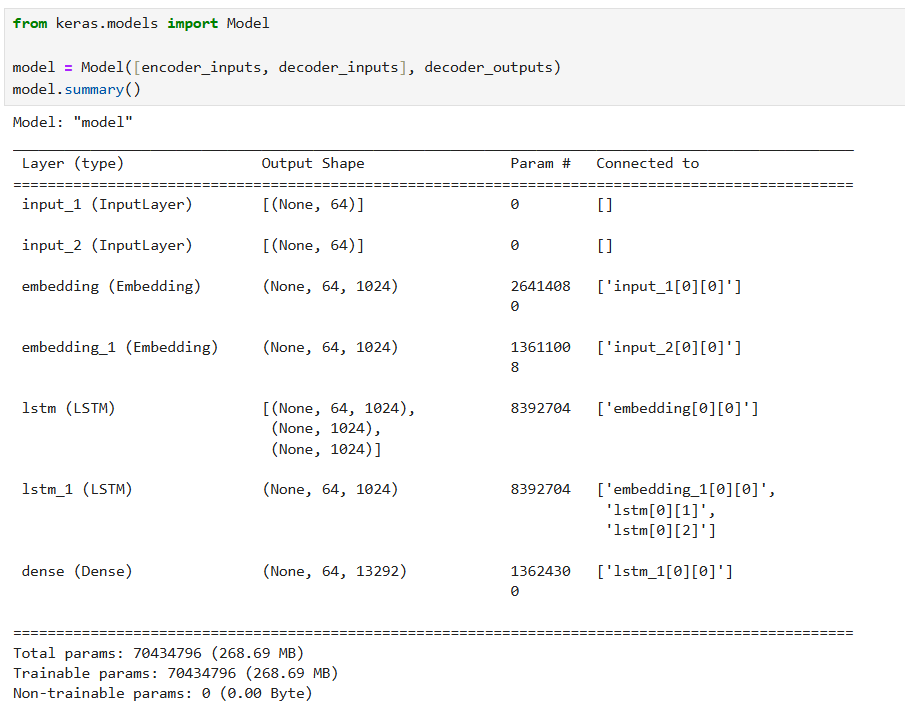 from keras.models import Model
model = Model([encoder_inputs, decoder_inputs], decoder_outputs)
model.summary()
Model: "model"
Layer (type) Output Shape Param # Connected to
input_1 (InputLayer) [(None, 64)] 0 []
input_2 (InputLayer) [(None, 64)] 0 []
embedding (Embedding) (None, 64, 1024) 2641408 ['input_1[0][0]']
0
embedding_1 (Embedding) (None, 64, 1024) 1361100 ['input_2[0][0]']
8
lstm (LSTM) [(None, 64, 1024), 8392704 ['embedding[0][0]']
(None, 1024),
(None, 1024)]
lstm_1 (LSTM) (None, 64, 1024) 8392704 ['embedding_1[0][0]',
'lstm[0][1]',
'lstm[0][2]']
dense (Dense) (None, 64, 13292) 1362430 ['lstm_1[0][0]']
0
Total params: 70434796 (268.69 MB)
Trainable params: 70434796 (268.69 MB)
Non-trainable params: 0 (0.00 Byte)